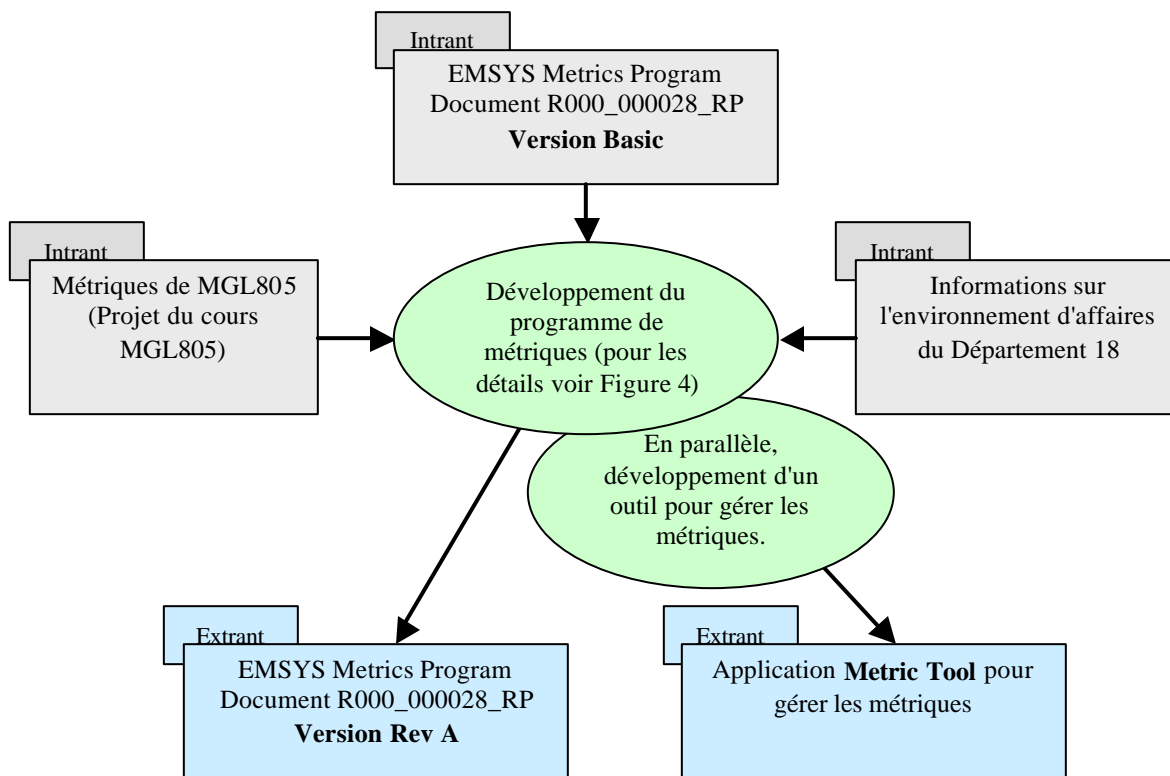 Intrant
EMSYS Metrics Program
Document R000_000028_RP
Version Basic
Intrant
Métriques de MGL805
(Projet du cours
MGL805)
Intrant
Informations sur
l'environnement d'affaires
du Département 18
Développement du
programme de
métriques (pour les
détails voir Figure 4)
En parallèle,
développement d'un
outil pour gérer les
métriques.
Extrant
EMSYS Metrics Program
Document R000_000028_RP
Version Rev A
Extrant
Application Metric Tool pour
gérer les métriques